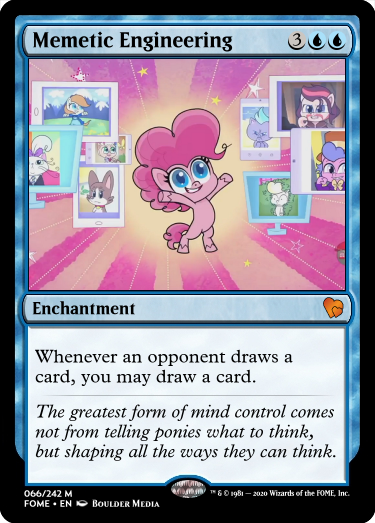 Memetic Engineering 3
Enchantment
Whenever an opponent draws a
card, you may draw a card.
The greatest form of mind control comes
not from telling ponies what to think,
but shaping all the ways they can think.
066/242 M
FOME • EN Boulder Media
™ & © 1981 — 2020 Wizards of the FOME, Inc.